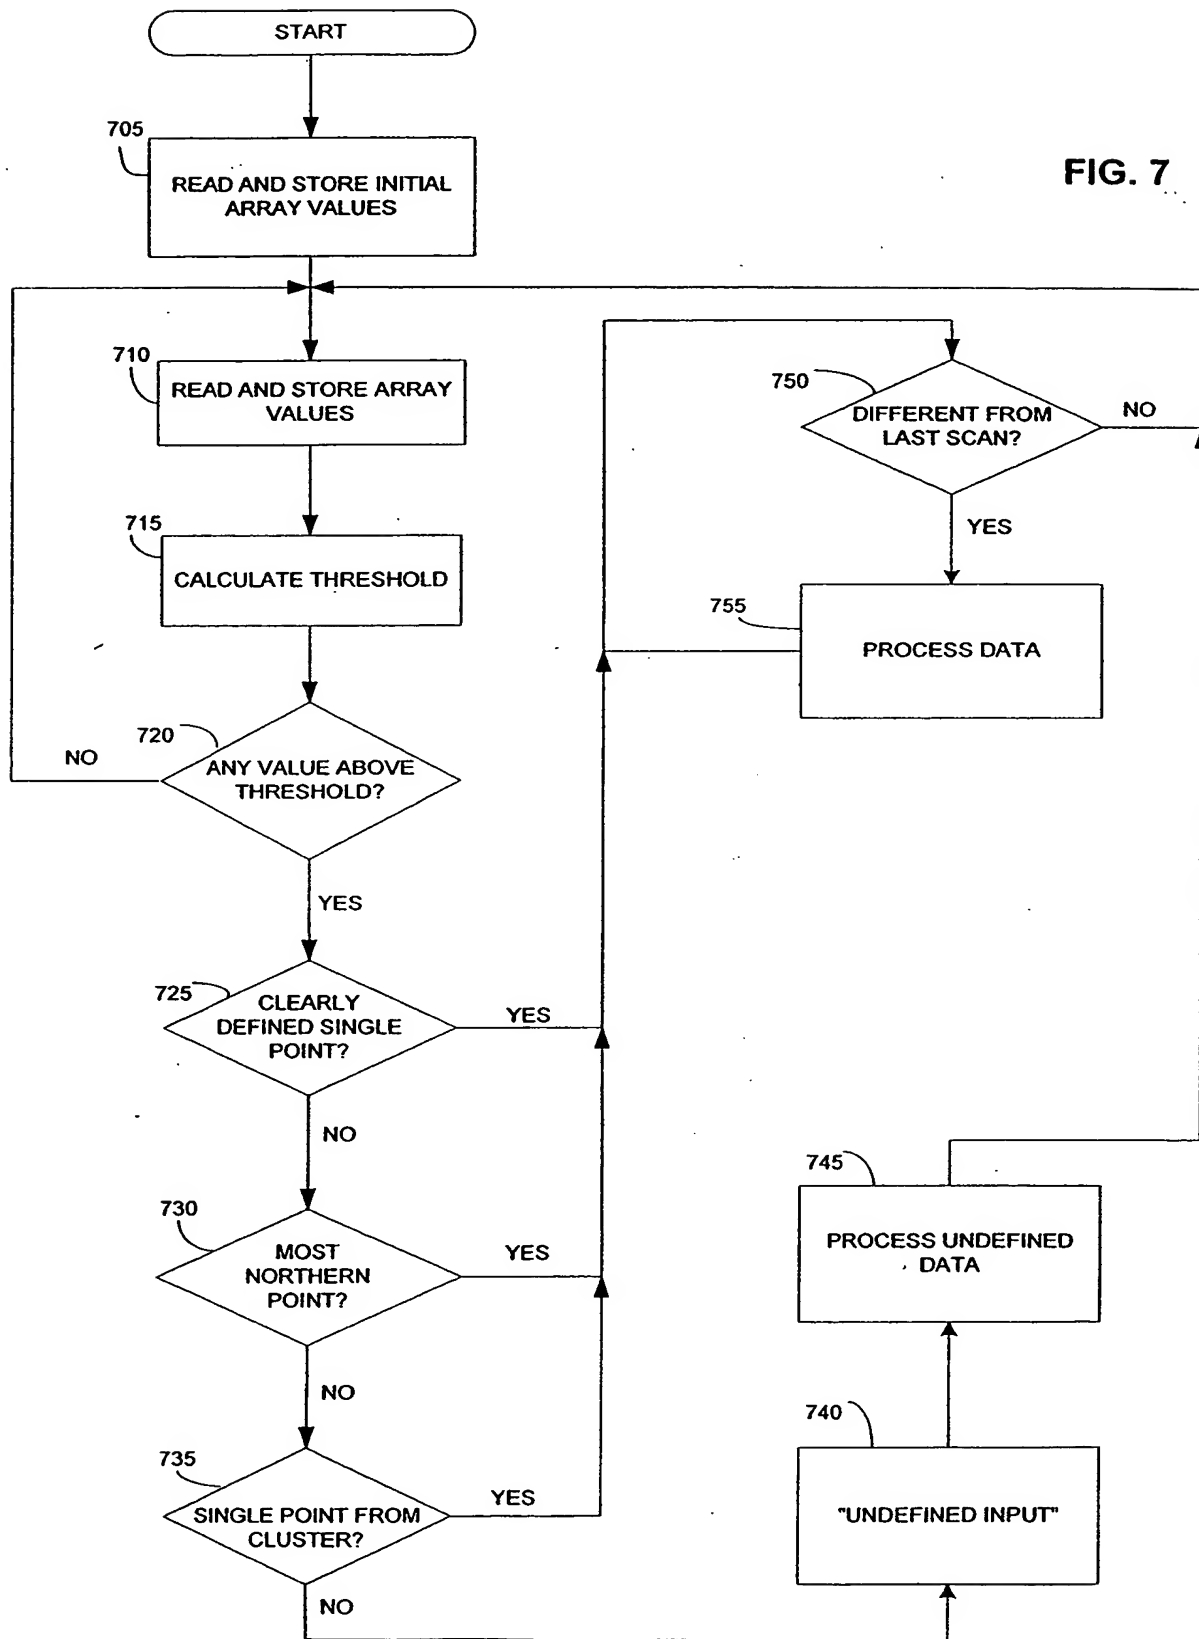 START
705
READ AND STORE INITIAL
ARRAY VALUES
FIG. 7
710
READ AND STORE ARRAY
VALUES
715
CALCULATE THRESHOLD
720
NO
ANY VALUE ABOVE
THRESHOLD?
YES
725
CLEARLY
DEFINED SINGLE
POINT?
YES
NO
730
MOST
NORTHERN
POINT?
YES
NO
735
SINGLE POINT FROM
CLUSTER?
YES
NO
750
DIFFERENT FROM
LAST SCAN?
NO
YES
755
PROCESS DATA
745
PROCESS UNDEFINED
DATA
740
"UNDEFINED INPUT"